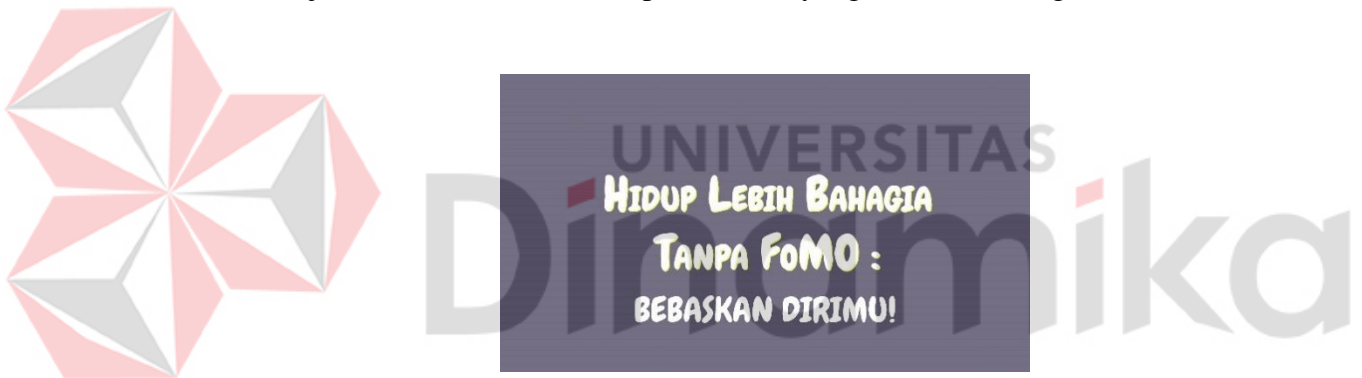 UNIVERSITAS
Dinamika
HIDUP LEBIH BAHAGIA
TANPA FOMO :
BEBASKAN DIRIMU!